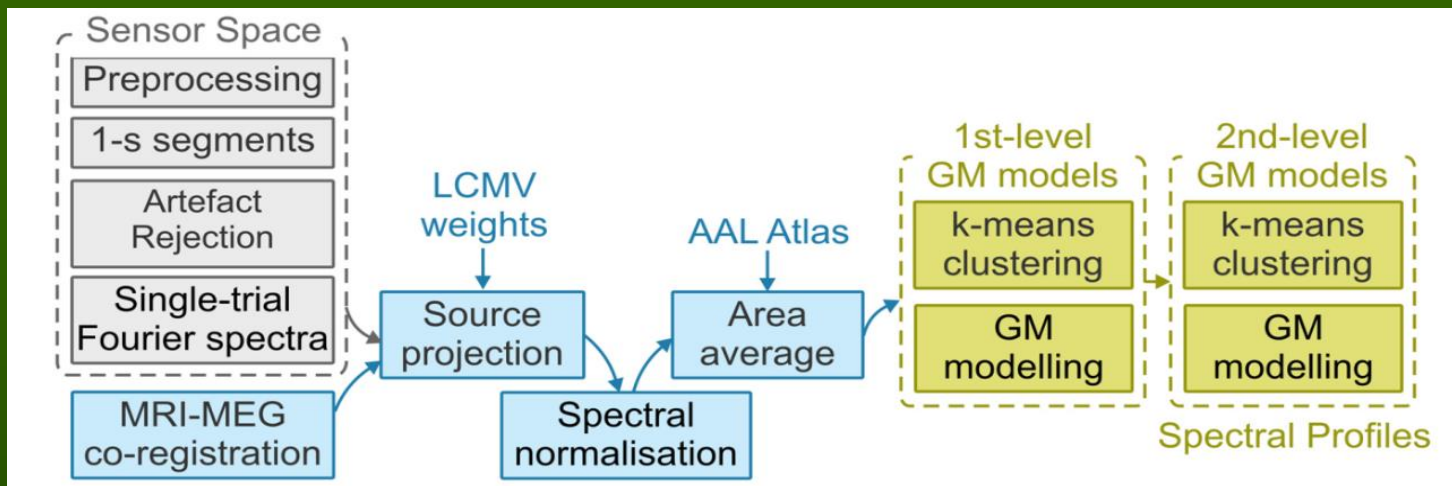 Sensor Space
Preprocessing
1-s segments
Artefact
Rejection
Single-trial
Fourier spectra
MRI-MEG
co-registration
LCMV
weights
Source
projection
Spectral
normalisation
AAL Atlas
Area
average
1st-level
GM models
k-means
clustering
GM
modelling
2nd-level
GM models
k-means
clustering
GM
modelling
Spectral Profiles